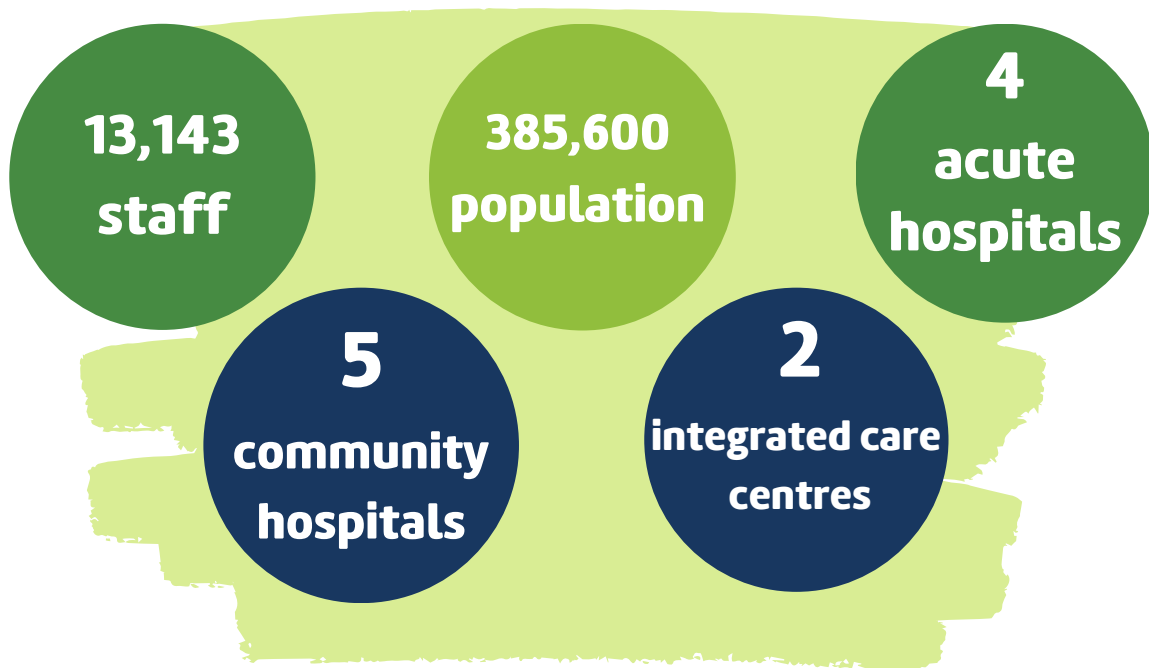 13,143
staff
385,600
population
4
acute
hospitals
5
community
hospitals
2
integrated care
centres